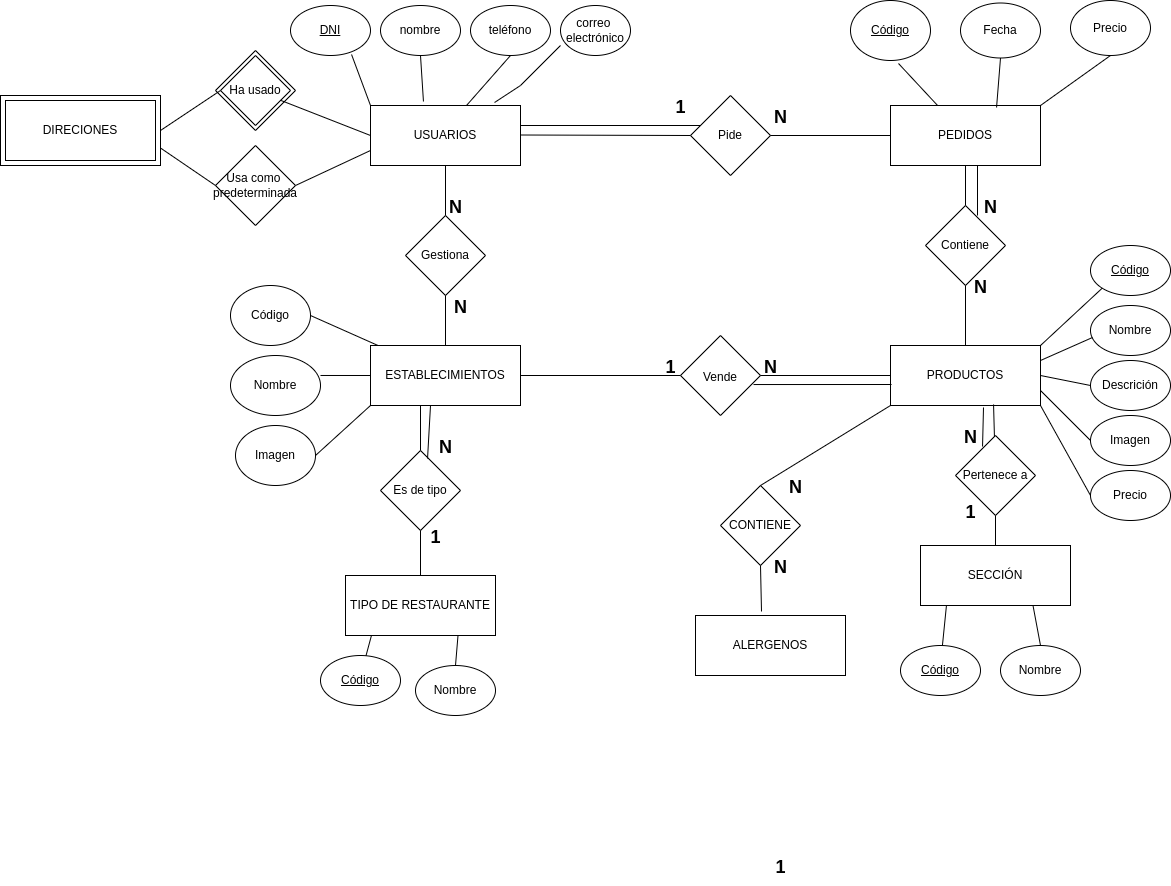 DNI
nombre
teléfono
correo
electrónico
Código
Fecha
Precio
Ha usado
DIRECIONES
USUARIOS
1
Pide
N
PEDIDOS
Usa como
predeterminada
N
Gestiona
N
N
Contiene
N
Código
Nombre
Descrición
Imagen
Precio
Código
Nombre
Imagen
ESTABLECIMIENTOS
1
Vende
N
PRODUCTOS
N
Es de tipo
1
N
CONTIENE
N
N
Pertenece a
1
TIPO DE RESTAURANTE
SECCIÓN
ALERGENOS
Código
Nombre
Código
Nombre
1